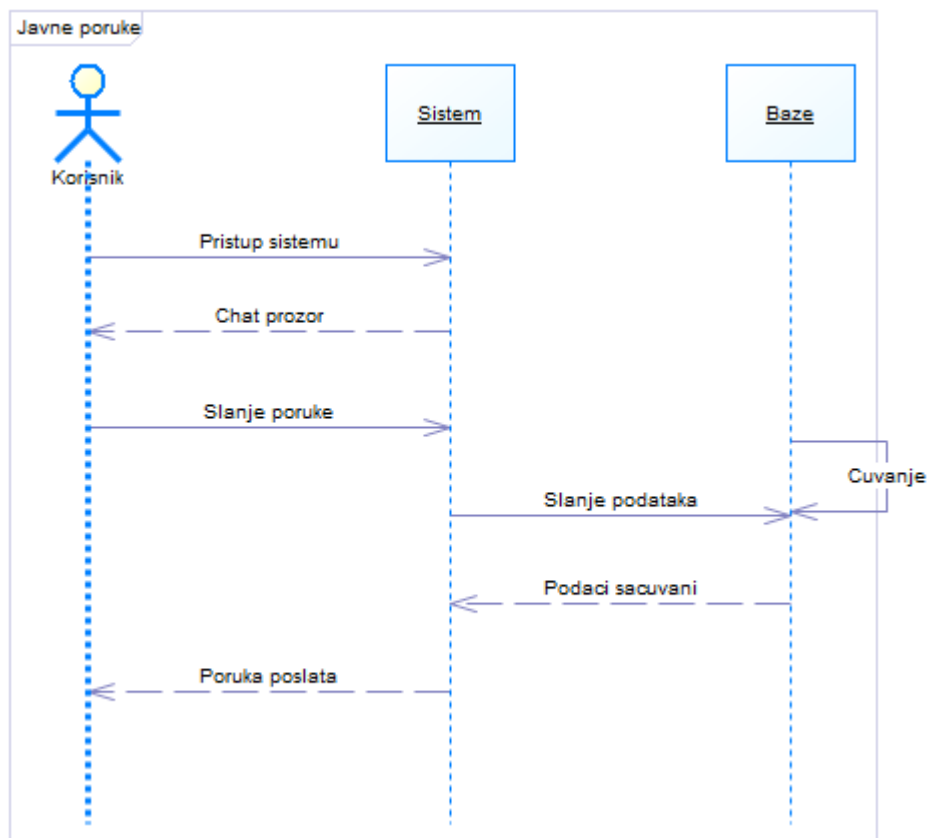 Javne poruke
Korisnik
Sistem
Baze
Pristup sistemu
Chat prozor
Slanje poruke
Cuvanje
Slanje podataka
Podaci sacuvani
Poruka poslata